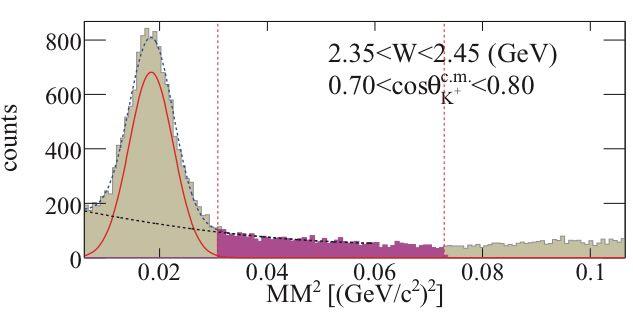 800
600
400
200
0
counts
2.35<W<2.45 (GeV)
0.70<cosθ$^{c.m.}_{K^+}$<0.80
0.02 0.04 0.06 0.08 0.1
MM² [(GeV/c²)²]